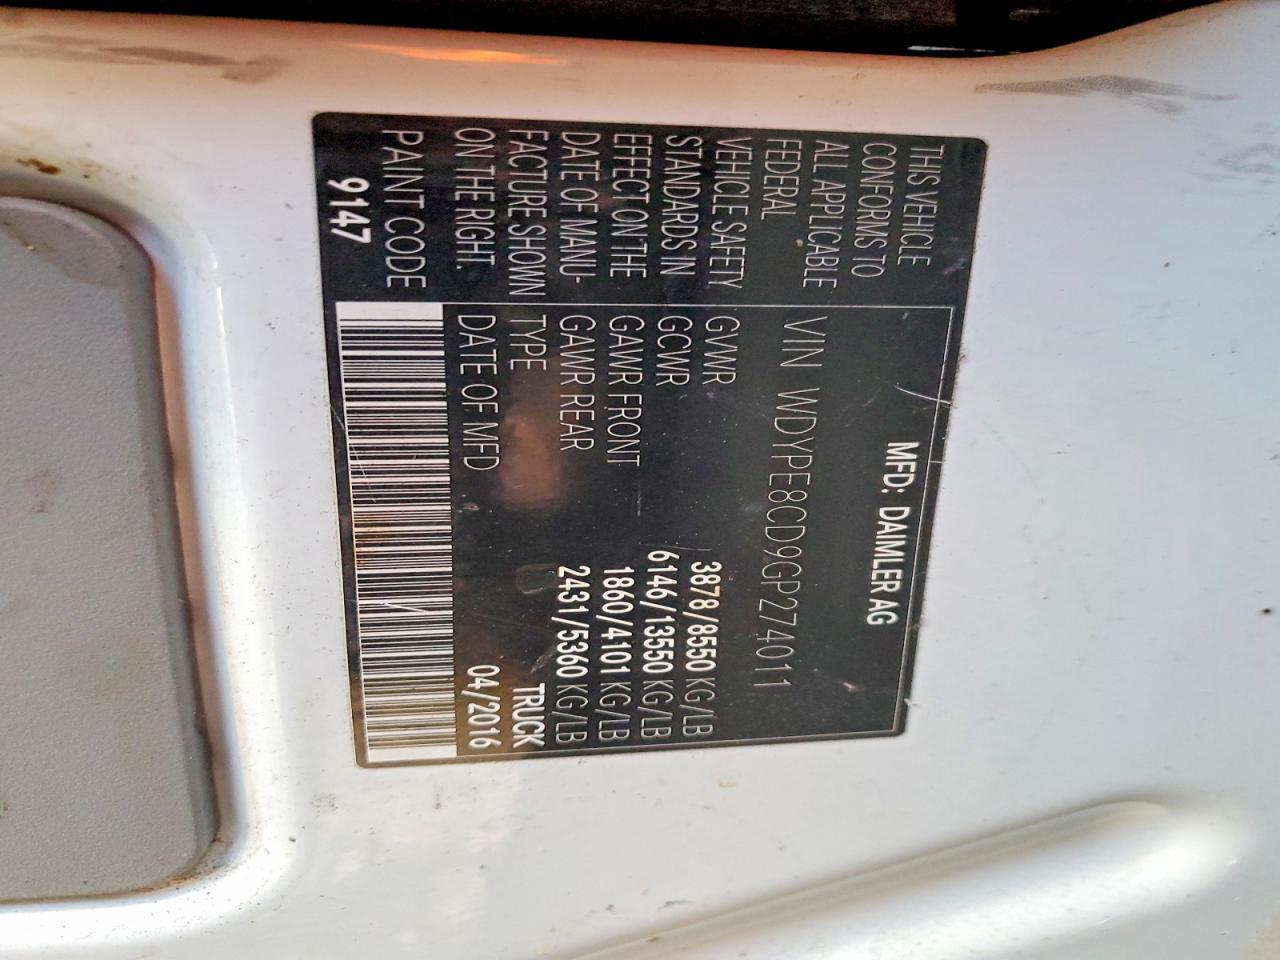 MFD: DAIMLER AG
THIS VEHICLE
CONFORMS TO
ALL APPLICABLE
FEDERAL
VEHICLE SAFETY
STANDARDS IN
EFFECT ON THE
DATE OF MANU-
FACTURE SHOWN
ON THE RIGHT.
PAINT CODE
9147
VIN WDYPE8CD9GP274011
GVWR 3878/8550 KG/LB
GCWR 6146/13550 KG/LB
GAWR FRONT 1860/4101 KG/LB
GAWR REAR 2431/5360 KG/LB
TYPE TRUCK
DATE OF MFD 04/2016